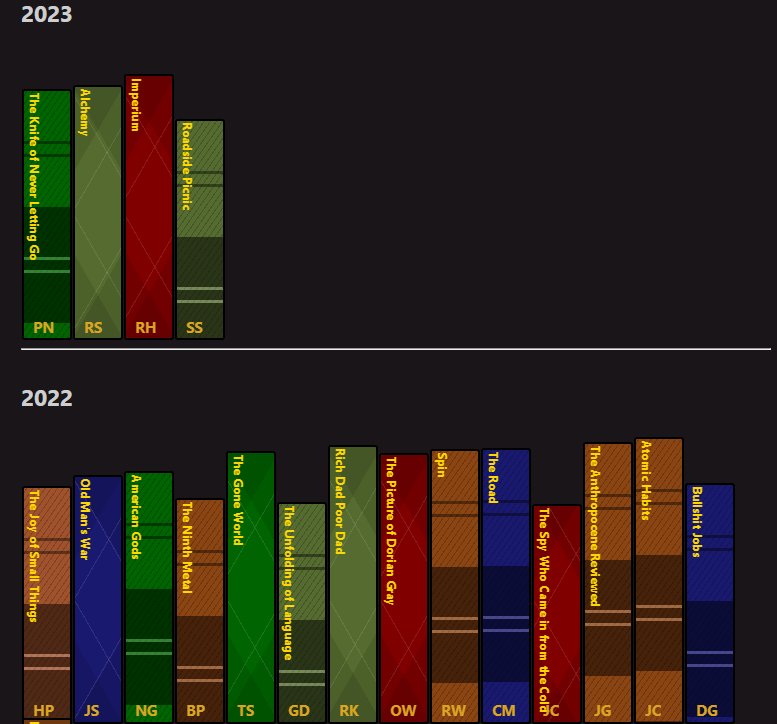 2023
The Knife of Never Letting Go
PN
Alchemy
RS
Imperium
RH
Roadside Picnic
SS
2022
The Joy of Small Things
HP
Old Man's War
JS
American Gods
NG
The Ninth Metal
BP
The Gone World
TS
The Unfolding of Language
GD
Rich Dad Poor Dad
RK
The Picture of Dorian Gray
OW
Spin
RW
The Road
CM
The Spy Who Came in from the Cold
JC
The Anthropocene Reviewed
JG
Atomic Habits
JC
Bullshit Jobs
DG